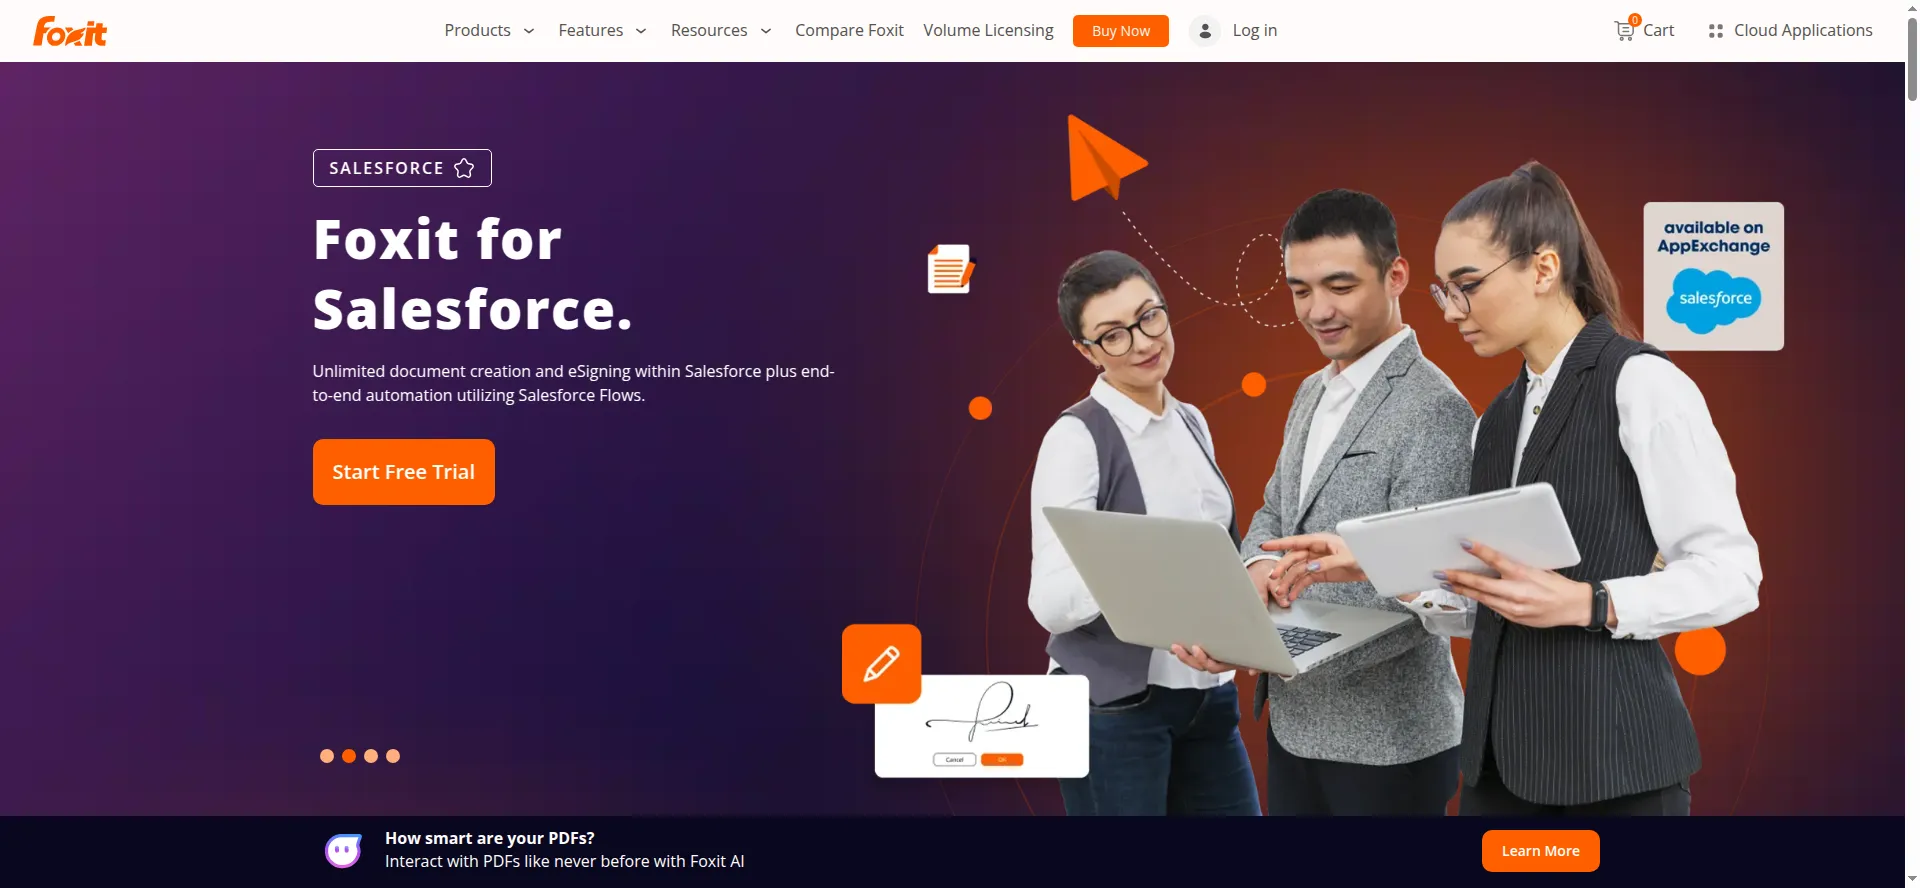 Foxit
Products
Features
Resources
Compare Foxit
Volume Licensing
Buy Now
Log in
0
Cart
Cloud Applications
SALESFORCE
Foxit for
Salesforce.
Unlimited document creation and eSigning within Salesforce plus end-
to-end automation utilizing Salesforce Flows.
Start Free Trial
available on
AppExchange
salesforce
Cancel
OK
How smart are your PDFs?
Interact with PDFs like never before with Foxit AI
Learn More